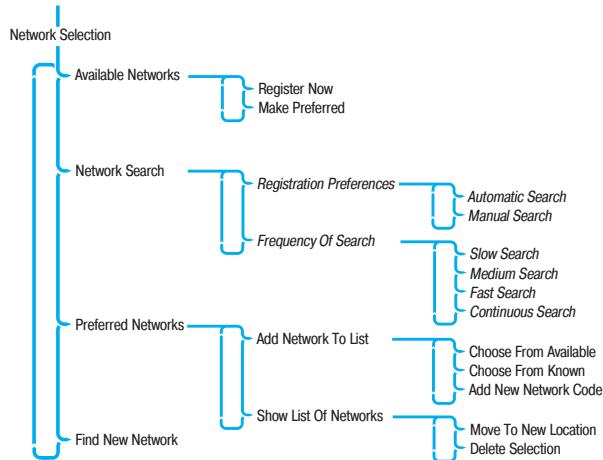 Network Selection
Available Networks
Register Now
Make Preferred
Network Search
Registration Preferences
Automatic Search
Manual Search
Frequency Of Search
Slow Search
Medium Search
Fast Search
Continuous Search
Preferred Networks
Add Network To List
Choose From Available
Choose From Known
Add New Network Code
Show List Of Networks
Move To New Location
Delete Selection
Find New Network